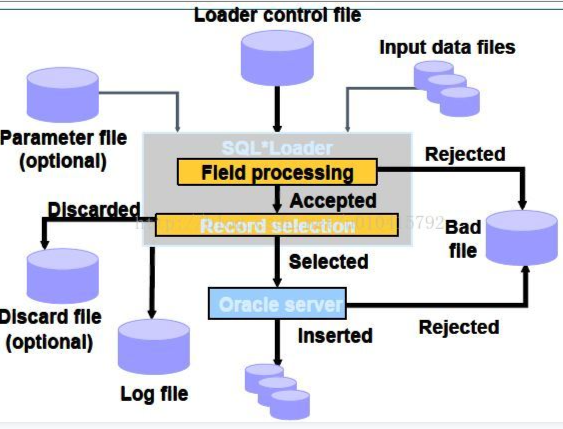 Loader control file
Input data files
Parameter file
(optional)
SQL*Loader
Field processing
Rejected
Accepted
Discarded
Record selection
Bad
file
Selected
Oracle server
Discard file
(optional)
Inserted
Rejected
Log file